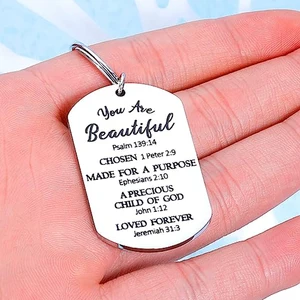 You Are
Beautiful
Psalm 139:14
CHOSEN 1 Peter 2:9
MADE FOR A PURPOSE
Ephesians 2:10
A PRECIOUS
CHILD OF GOD
John 1:12
LOVED FOREVER
Jeremiah 31:3